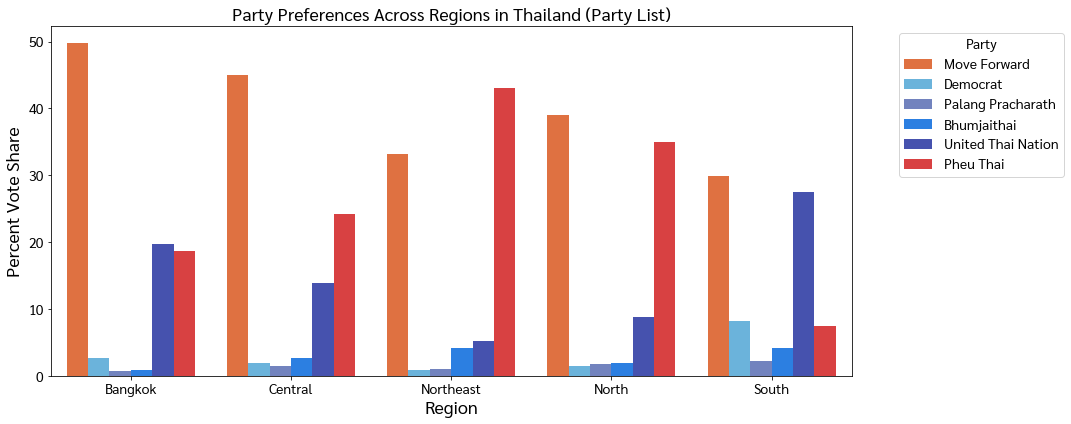 Party Preferences Across Regions in Thailand (Party List)
Percent Vote Share
50
40
30
20
10
0
Bangkok
Central
Northeast
North
South
Region
Party
Move Forward
Democrat
Palang Pracharath
Bhumjaithai
United Thai Nation
Pheu Thai